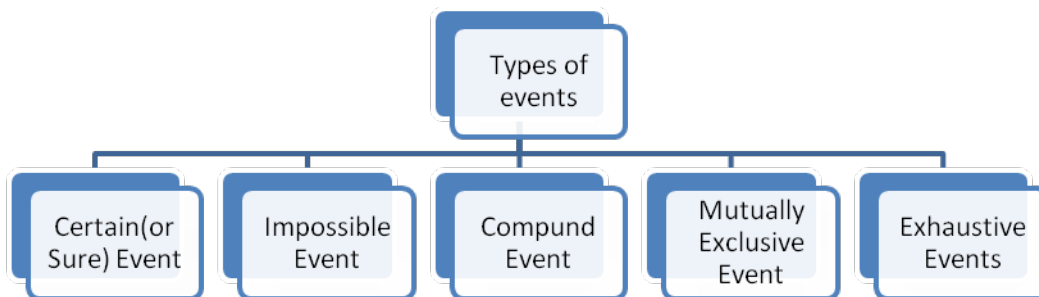 Types of
events
Certain(or
Sure) Event
Impossible
Event
Compund
Event
Mutually
Exclusive
Event
Exhaustive
Events